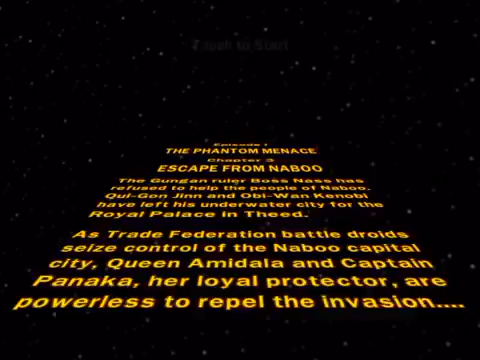 Touch to Start
Episode I
THE PHANTOM MENACE
Chapter 3
ESCAPE FROM NABOO
The Gungan ruler Boss Nass has
refused to help the people of Naboo.
Qui-Gon Jinn and Obi-Wan Kenobi
have left his underwater city for the
Royal Palace in Theed.
As Trade Federation battle droids
seize control of the Naboo capital
city, Queen Amidala and Captain
Panaka, her loyal protector, are
powerless to repel the invasion....